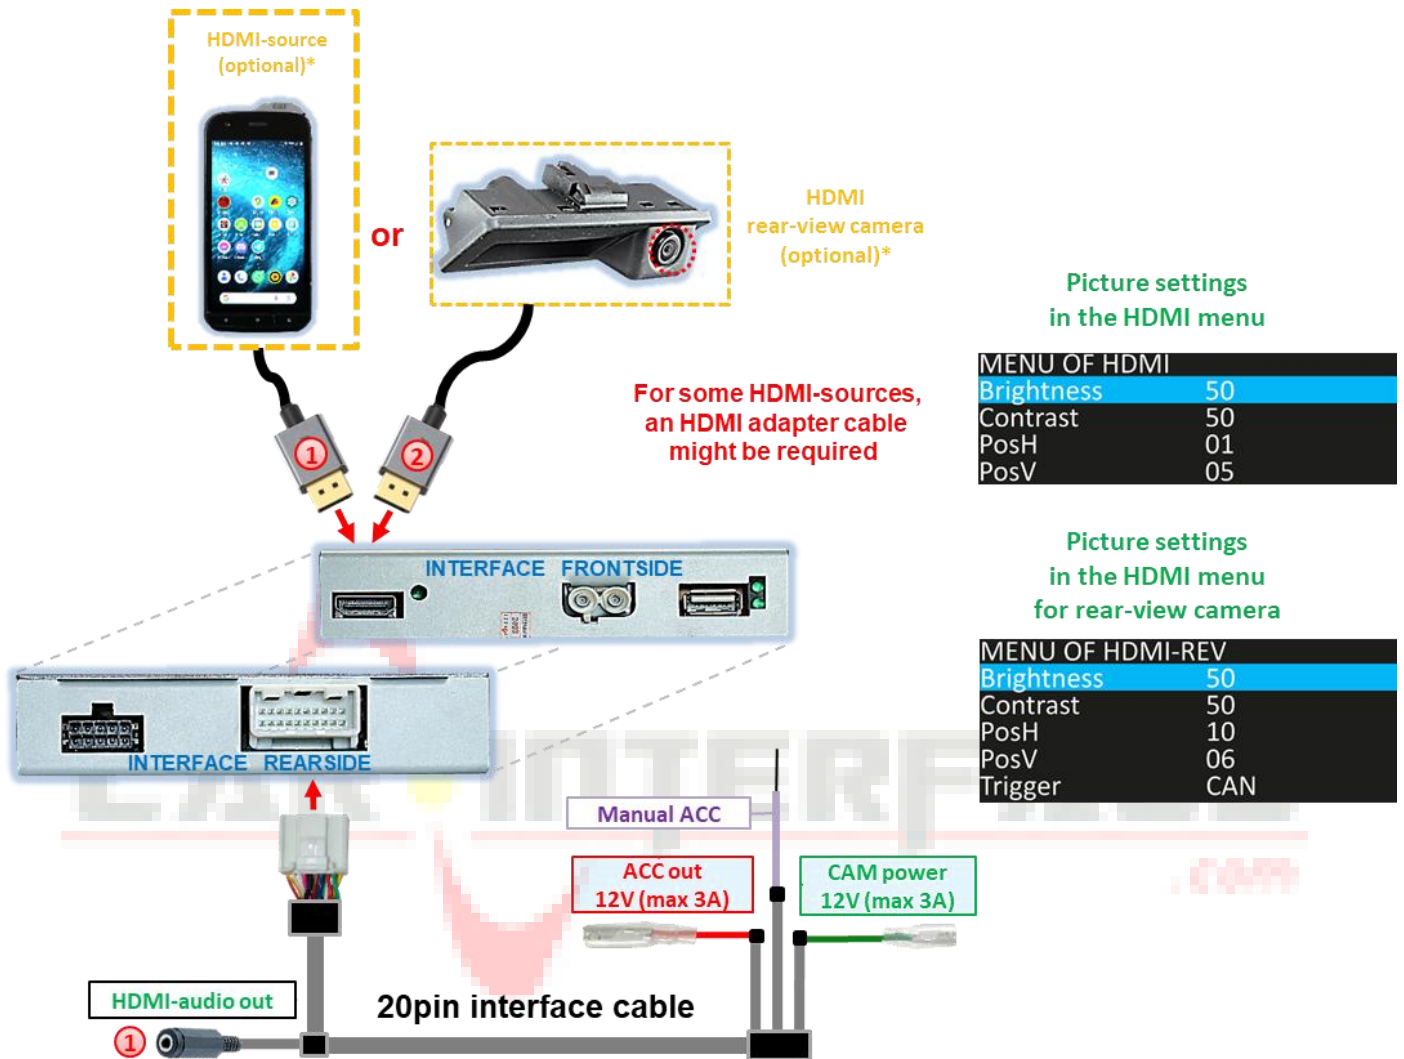 HDMI-source
(optional)*
or
HDMI
rear-view camera
(optional)*
1
2
For some HDMI-sources,
an HDMI adapter cable
might be required
Picture settings
in the HDMI menu
MENU OF HDMI
Brightness 50
Contrast 50
PosH 01
PosV 05
Picture settings
in the HDMI menu
for rear-view camera
MENU OF HDMI-REV
Brightness 50
Contrast 50
PosH 10
PosV 06
Trigger CAN
INTERFACE FRONTSIDE
INTERFACE REARSIDE
CAR INTERFACE
.com
Manual ACC
ACC out
12V (max 3A)
CAM power
12V (max 3A)
HDMI-audio out
1
20pin interface cable